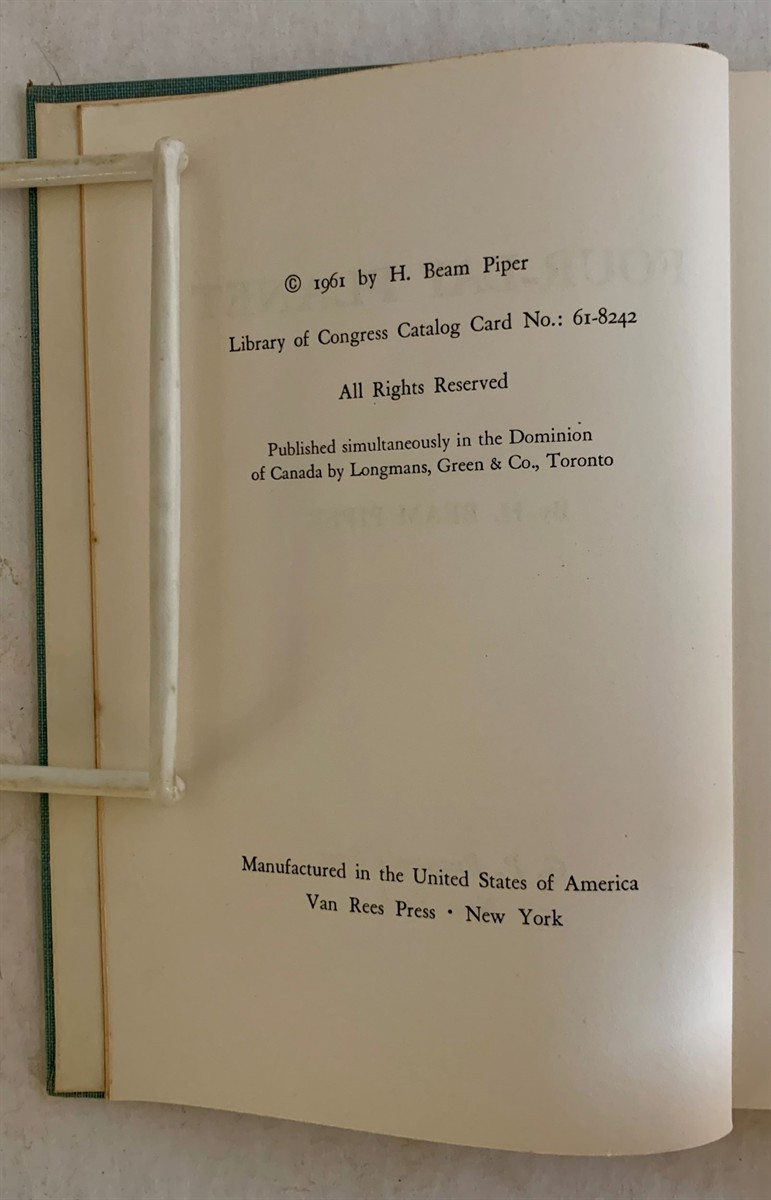 © 1961 by H. Beam Piper
Library of Congress Catalog Card No.: 61-8242
All Rights Reserved
Published simultaneously in the Dominion
of Canada by Longmans, Green & Co., Toronto
Manufactured in the United States of America
Van Rees Press • New York